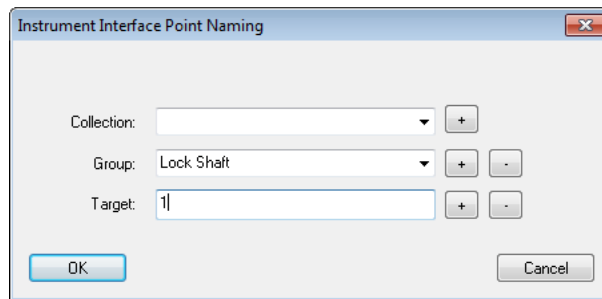 Instrument Interface Point Naming
Collection: +
Group: Lock Shaft + -
Target: 1 + -
OK Cancel